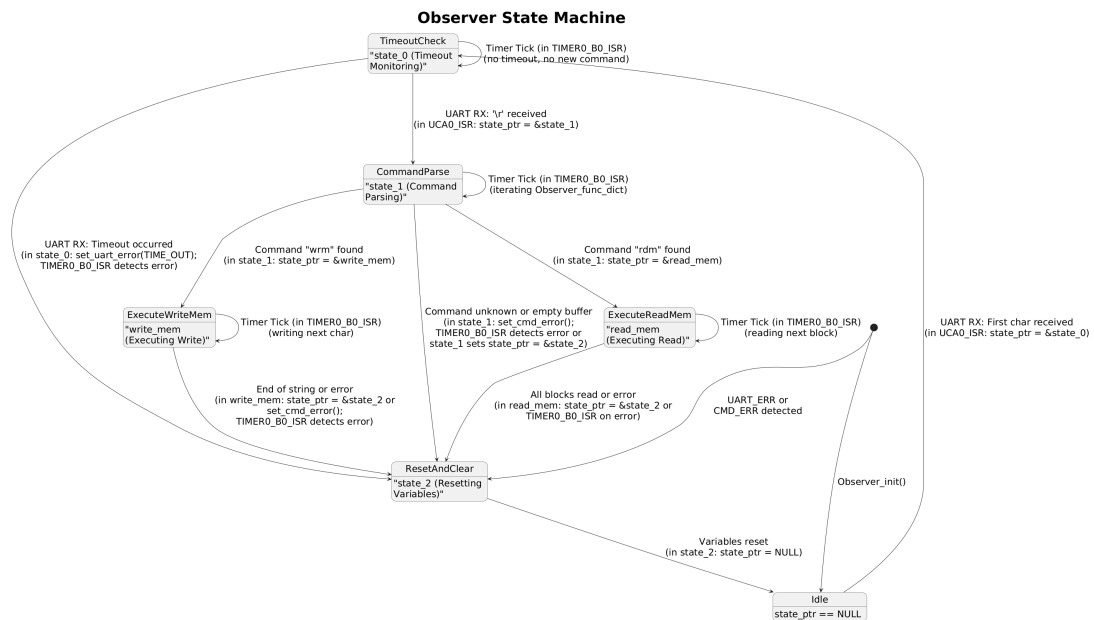 Observer State Machine
TimeoutCheck
"state_0 (Timeout
Monitoring)"
Timer Tick (in TIMER0_B0_ISR)
(no timeout, no new command)
UART RX: '\r' received
(in UCA0_ISR: state_ptr = &state_1)
CommandParse
"state_1 (Command
Parsing)"
Timer Tick (in TIMER0_B0_ISR)
(iterating Observer_func_dict)
UART RX: Timeout occurred
(in state_0: set_uart_error(TIME_OUT);
TIMER0_B0_ISR detects error)
Command "wrm" found
(in state_1: state_ptr = &write_mem)
Command "rdm" found
(in state_1: state_ptr = &read_mem)
ExecuteWriteMem
"write_mem
(Executing Write)"
Timer Tick (in TIMER0_B0_ISR)
(writing next char)
Command unknown or empty buffer
(in state_1: set_cmd_error();
TIMER0_B0_ISR detects error or
state_1 sets state_ptr = &state_2)
ExecuteReadMem
"read_mem
(Executing Read)"
Timer Tick (in TIMER0_B0_ISR)
(reading next block)
UART RX: First char received
(in UCA0_ISR: state_ptr = &state_0)
End of string or error
(in write_mem: state_ptr = &state_2 or
set_cmd_error();
TIMER0_B0_ISR detects error)
All blocks read or error
(in read_mem: state_ptr = &state_2 or
TIMER0_B0_ISR on error)
UART_ERR or
CMD_ERR detected
ResetAndClear
"state_2 (Resetting
Variables)"
Observer_init()
Variables reset
(in state_2: state_ptr = NULL)
Idle
state_ptr == NULL